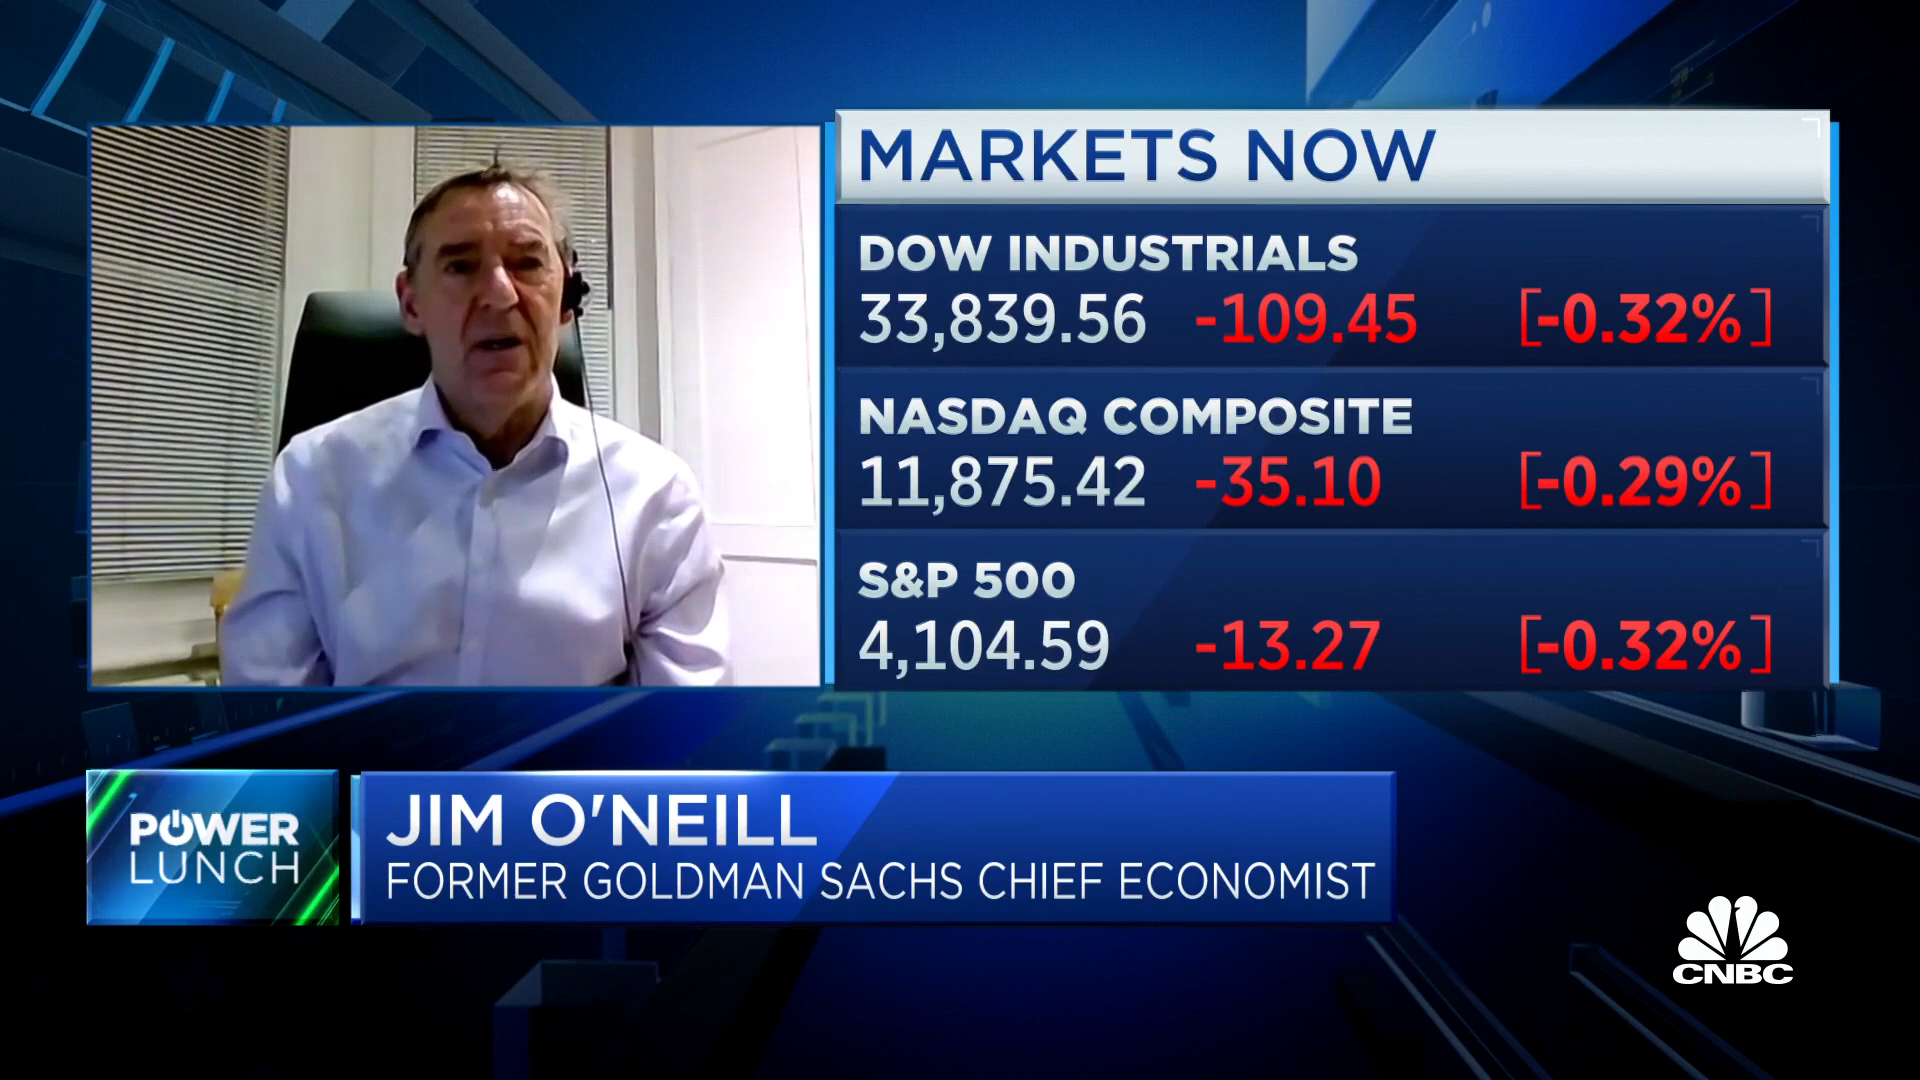 MARKETS NOW
DOW INDUSTRIALS
33,839.56 -109.45 [-0.32%]
NASDAQ COMPOSITE
11,875.42 -35.10 [-0.29%]
S&P 500
4,104.59 -13.27 [-0.32%]
POWER
LUNCH
JIM O'NEILL
FORMER GOLDMAN SACHS CHIEF ECONOMIST
CNBC